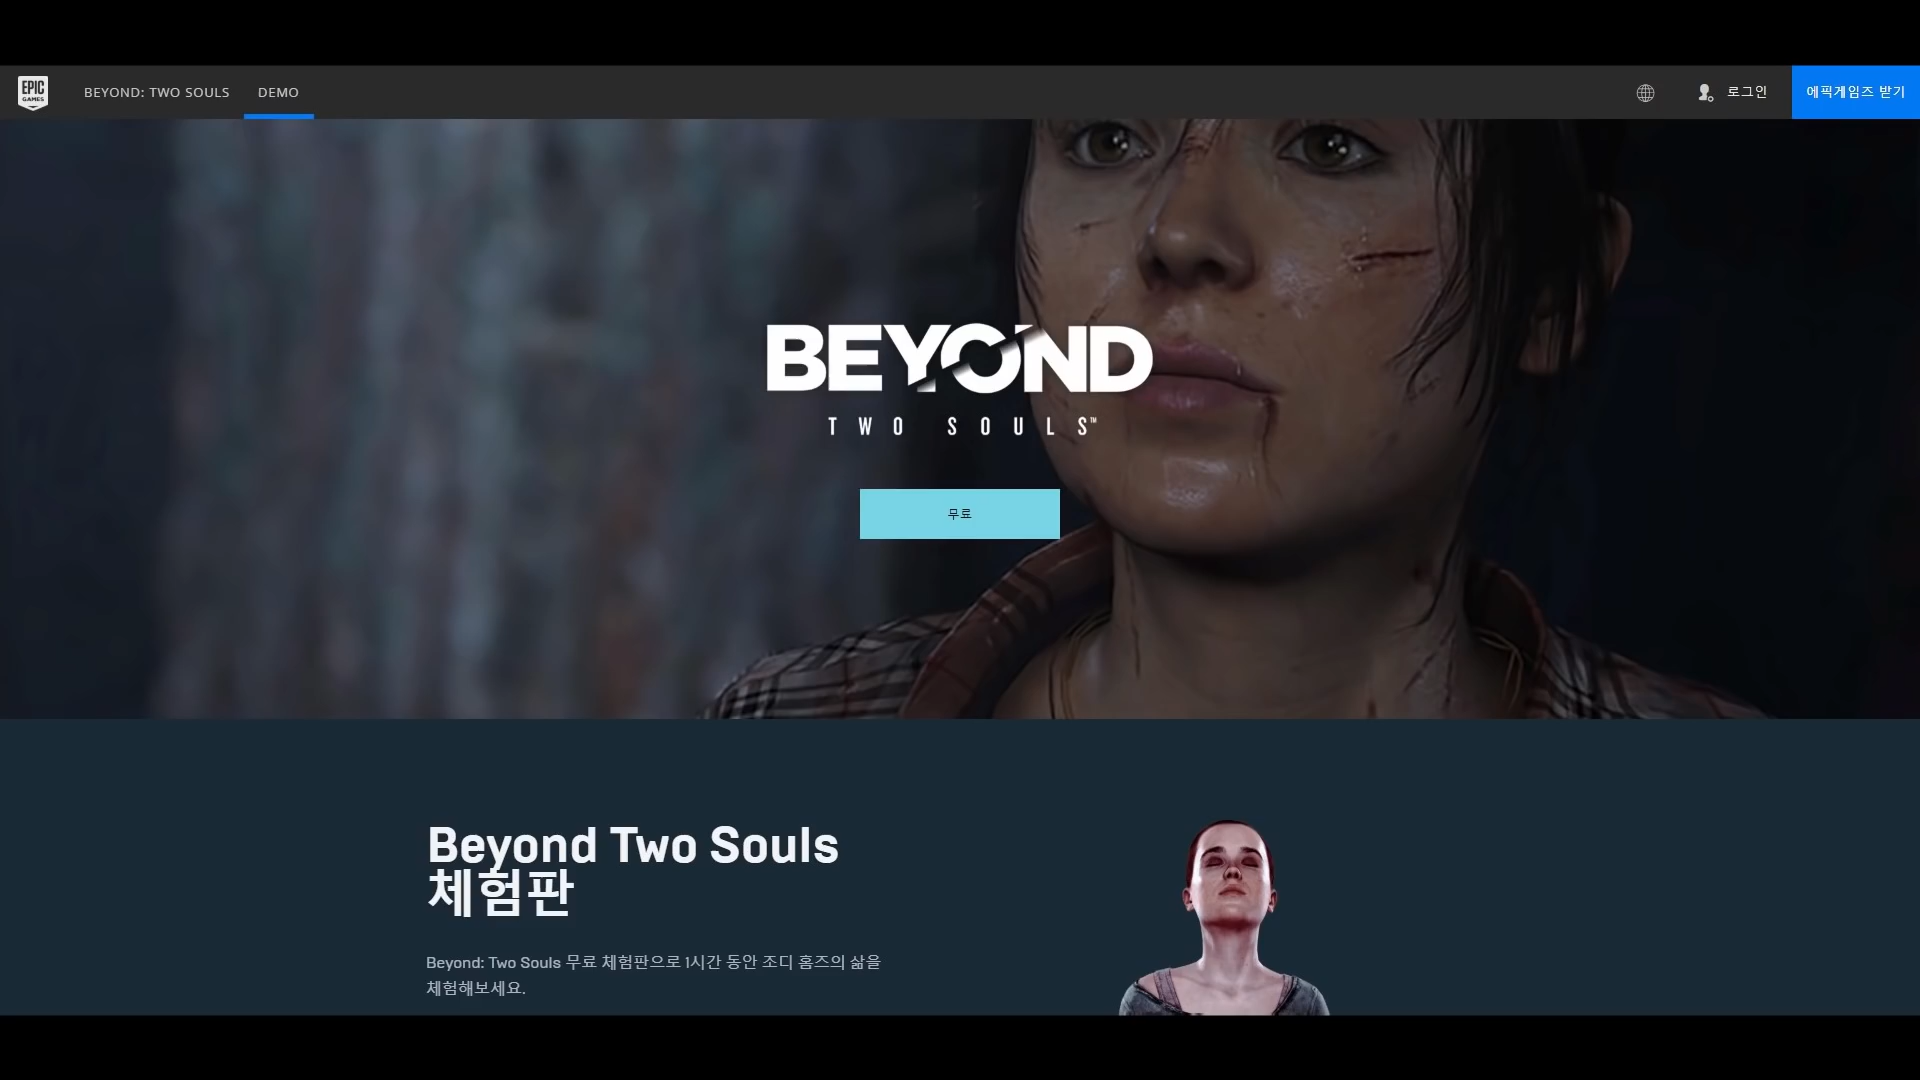 EPIC
GAMES
BEYOND: TWO SOULS
DEMO
로그인
에픽게임즈 받기
BEYOND
TWO SOULS™
무료
Beyond Two Souls
체험판
Beyond: Two Souls 무료 체험판으로 1시간 동안 조디 홈즈의 삶을
체험해보세요.